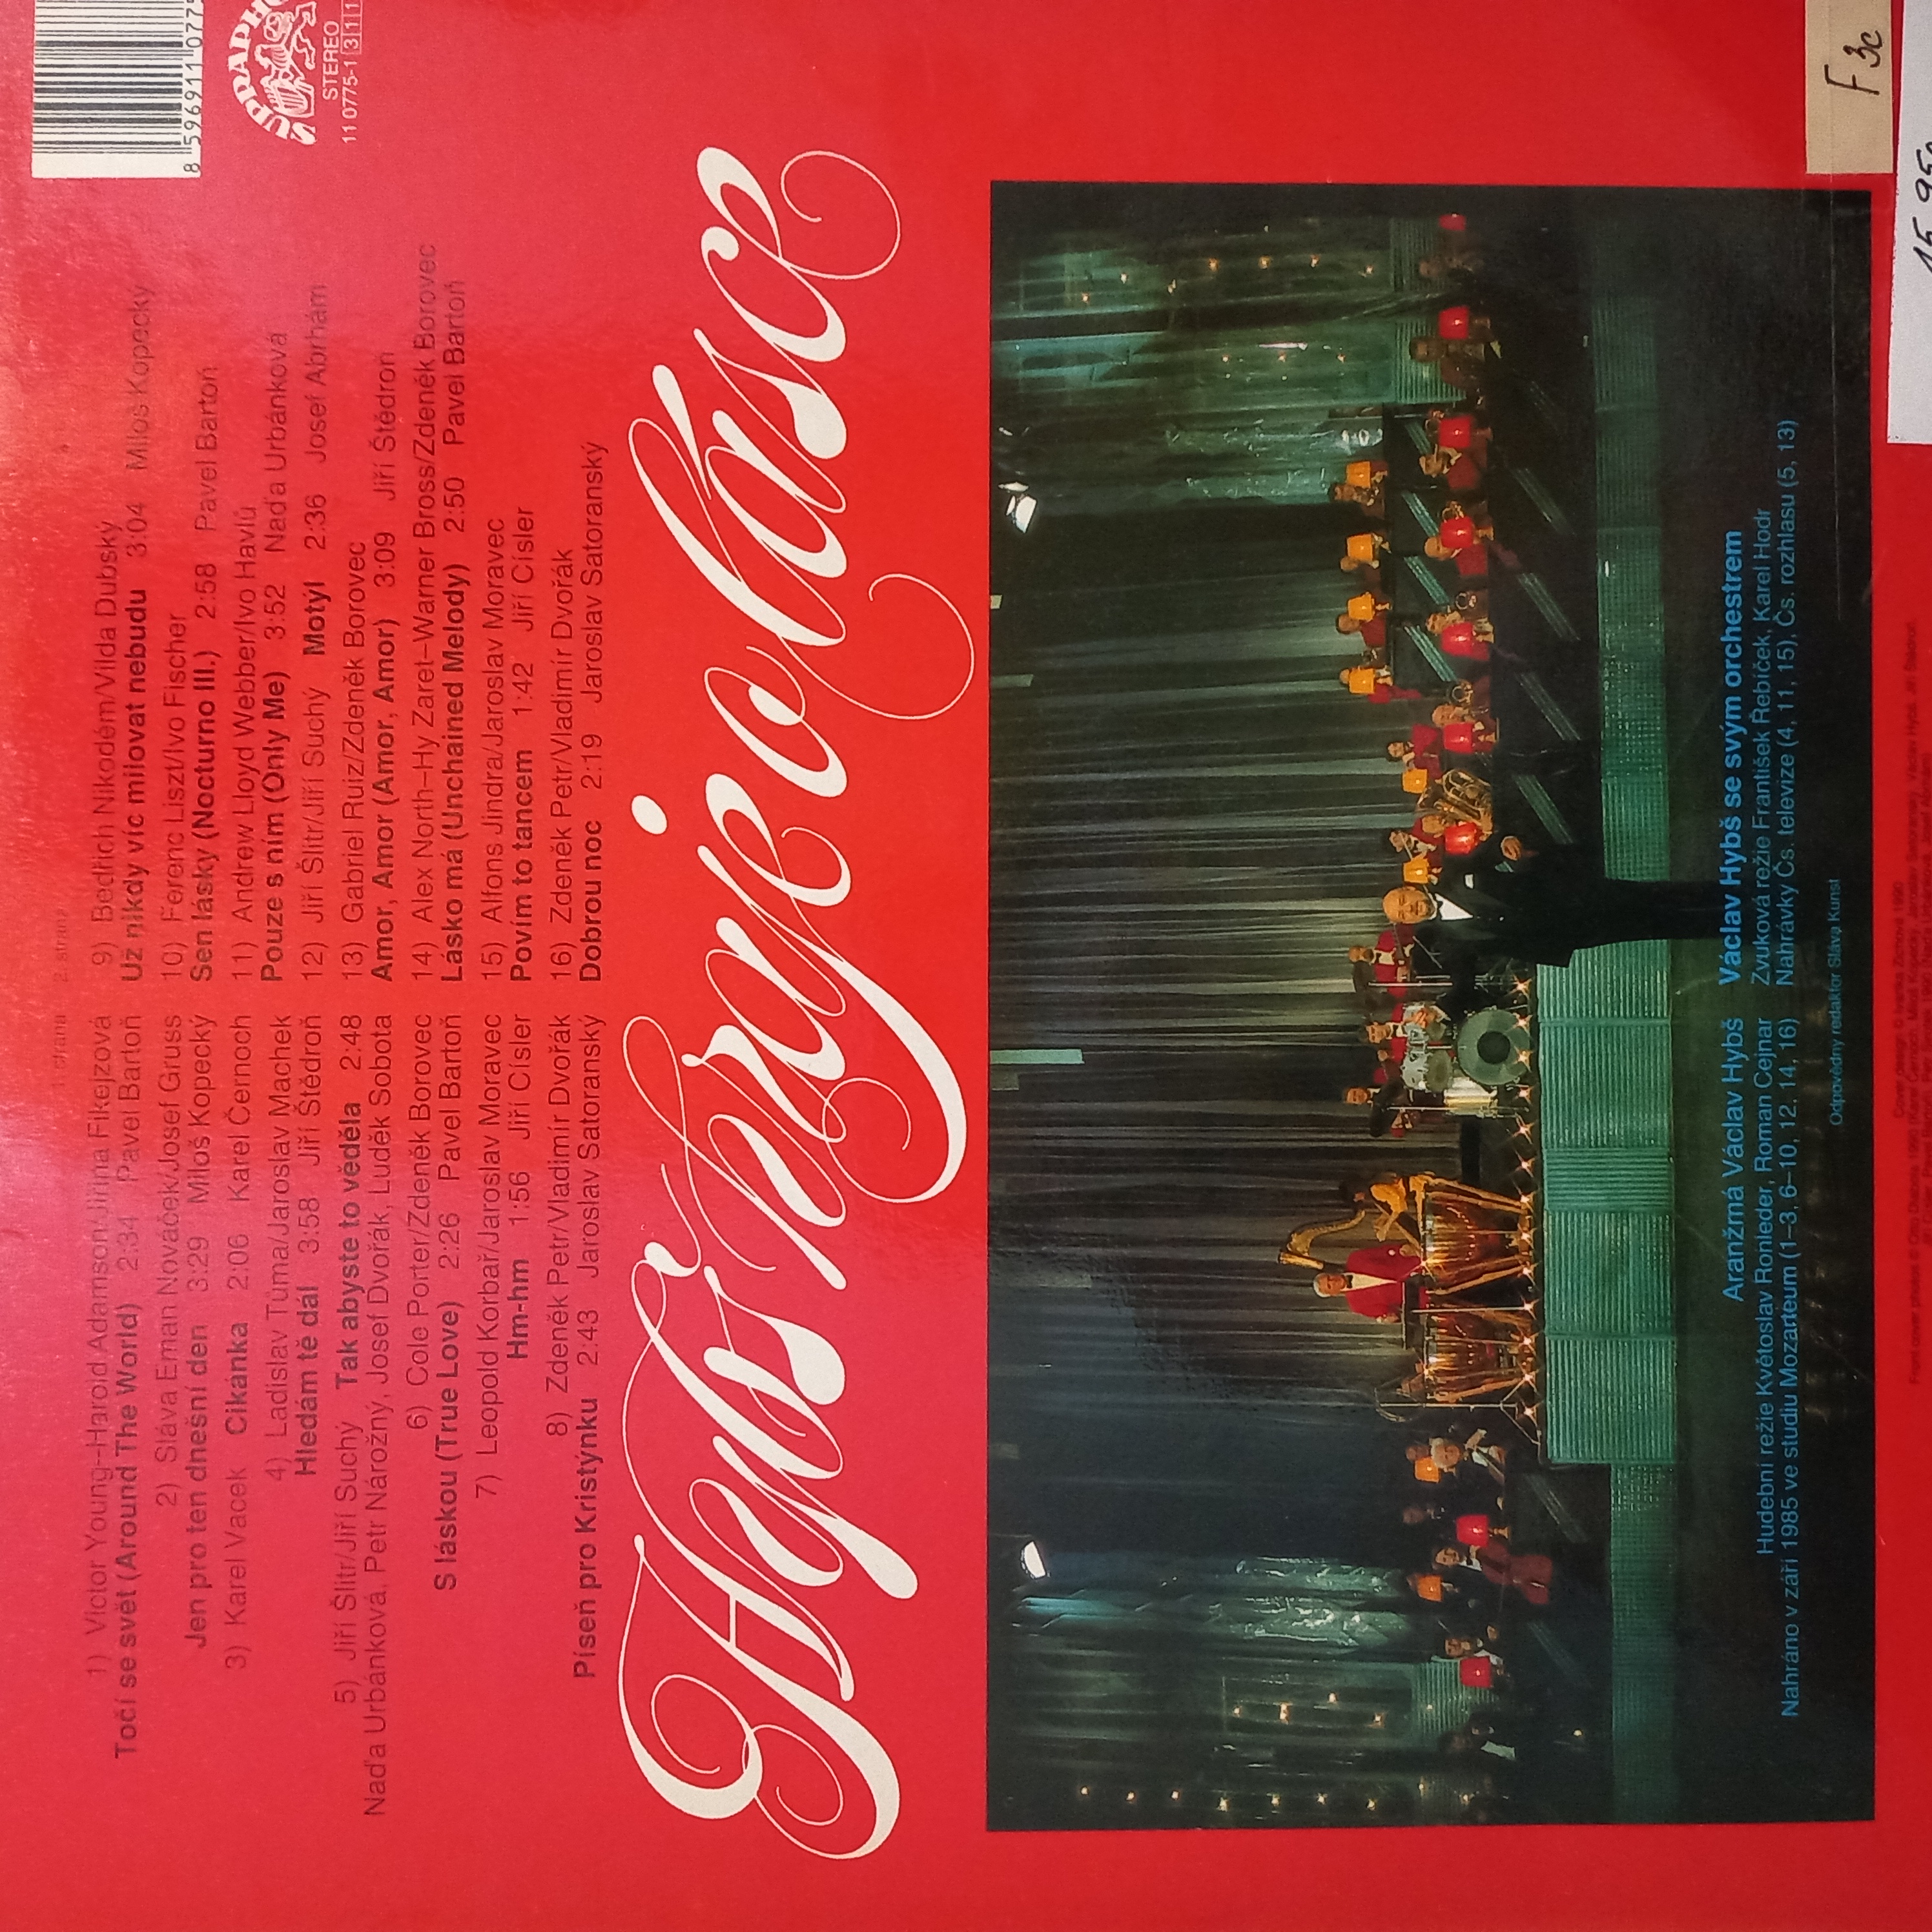 1. strana
1) Victor Young–Harold Adamson/Jiřina Fikejzová
Točí se svět (Around The World) 2:34 Pavel Bartoň
2) Sláva Eman Nováček/Josef Gruss
Jen pro ten dnešní den 3:29 Miloš Kopecký
3) Karel Vacek Cikánka 2:06 Karel Černoch
4) Ladislav Tůma/Jaroslav Machek
Hledám tě dál 3:58 Jiří Štědroň
5) Jiří Šlitr/Jiří Suchý Tak abyste to věděla 2:48
Naďa Urbánková, Petr Nárožný, Josef Dvořák, Luděk Sobota
6) Cole Porter/Zdeněk Borovec
S láskou (True Love) 2:26 Pavel Bartoň
7) Leopold Korbař/Jaroslav Moravec
Hm-hm 1:56 Jiří Císler
8) Zdeněk Petr/Vladimír Dvořák
Píseň pro Kristýnku 2:43 Jaroslav Satoranský
2. strana
9) Bedřich Nikodém/Vilda Dubský
Už nikdy víc milovat nebudu 3:04 Miloš Kopecký
10) Ferenc Liszt/Ivo Fischer
Sen lásky (Nocturno III.) 2:58 Pavel Bartoň
11) Andrew Lloyd Webber/Ivo Havlů
Pouze s ním (Only Me) 3:52 Naďa Urbánková
12) Jiří Šlitr/Jiří Suchý Motýl 2:36 Josef Abrhám
13) Gabriel Ruiz/Zdeněk Borovec
Amor, Amor (Amor, Amor) 3:09 Jiří Štědroň
14) Alex North–Hy Zaret–Warner Bross/Zdeněk Borovec
Lásko má (Unchained Melody) 2:50 Pavel Bartoň
15) Alfons Jindra/Jaroslav Moravec
Povím to tancem 1:42 Jiří Císler
16) Zdeněk Petr/Vladimír Dvořák
Dobrou noc 2:19 Jaroslav Satoranský
8 596911 077
STEREO
11 0775-1 311
Hybš hraje o lásce
Aranžmá Václav Hybš Václav Hybš se svým orchestrem
Hudební režie Květoslav Rohleder, Roman Cejnar Zvuková režie František Řebíček, Karel Hodr
Nahráno v září 1985 ve studiu Mozarteum (1–3, 6–10, 12, 14, 16) Nahrávky Čs. televize (4, 11, 15), Čs. rozhlasu (5, 13)
Odpovědný redaktor Sláva Kunst
F 3c